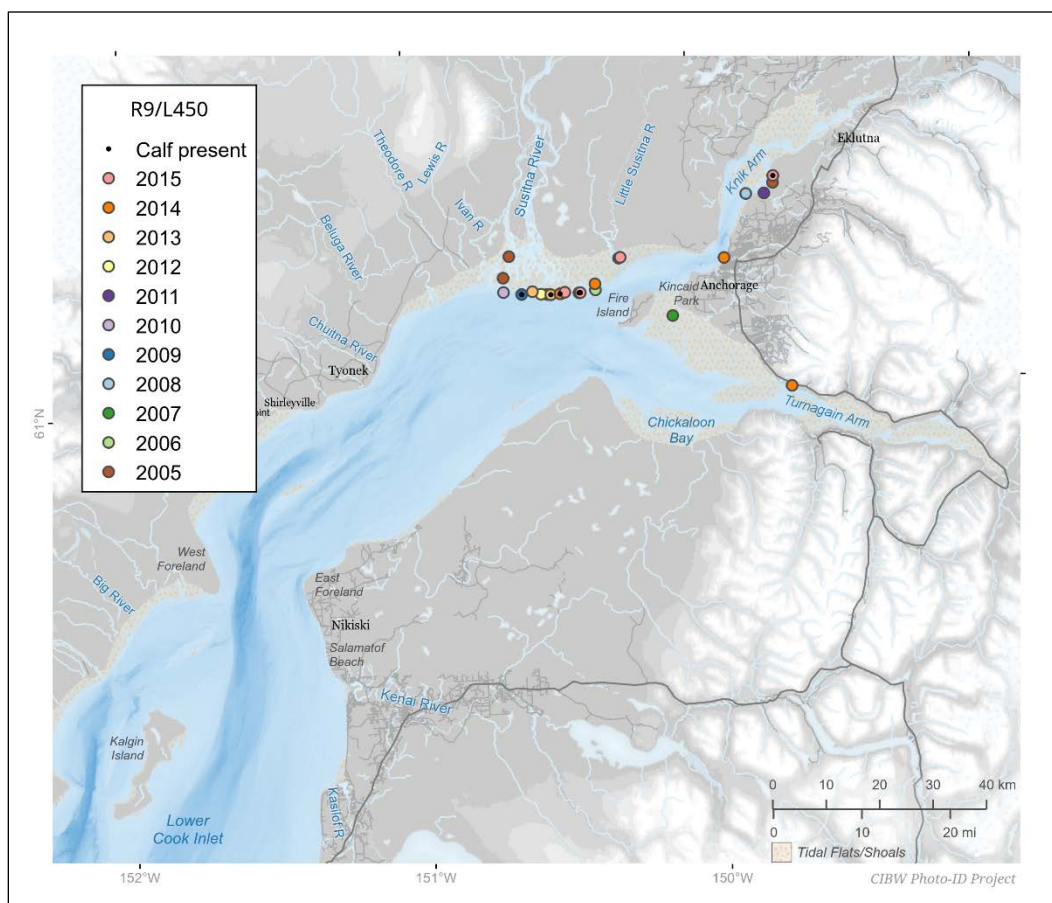 R9/L450
Calf present
2015
2014
2013
2012
2011
2010
2009
2008
2007
2006
2005
Theodore R
Lewis R
Ivan R
Susitna River
Little Susitna R
Knik Arm
Eklutna
Beluga River
Chuitna River
Tyonek
Shirleyville
oint
Fire
Island
Kincaid
Park
Anchorage
Chickaloon
Bay
Turnagain Arm
61°N
West
Foreland
Big River
East
Foreland
Nikiski
Salamatof
Beach
Kenai River
Kalgin
Island
Kasilof R
Lower
Cook Inlet
0 10 20 30 40 km
0 10 20 mi
Tidal Flats/Shoals
152°W
151°W
150°W
CIBW Photo-ID Project